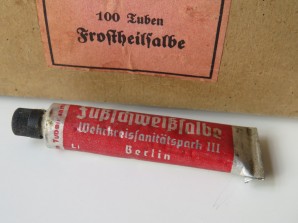 100 Tuben
Frostheilsalbe
Fußschweißsalbe
Wehrkreissanitätspark III
Berlin